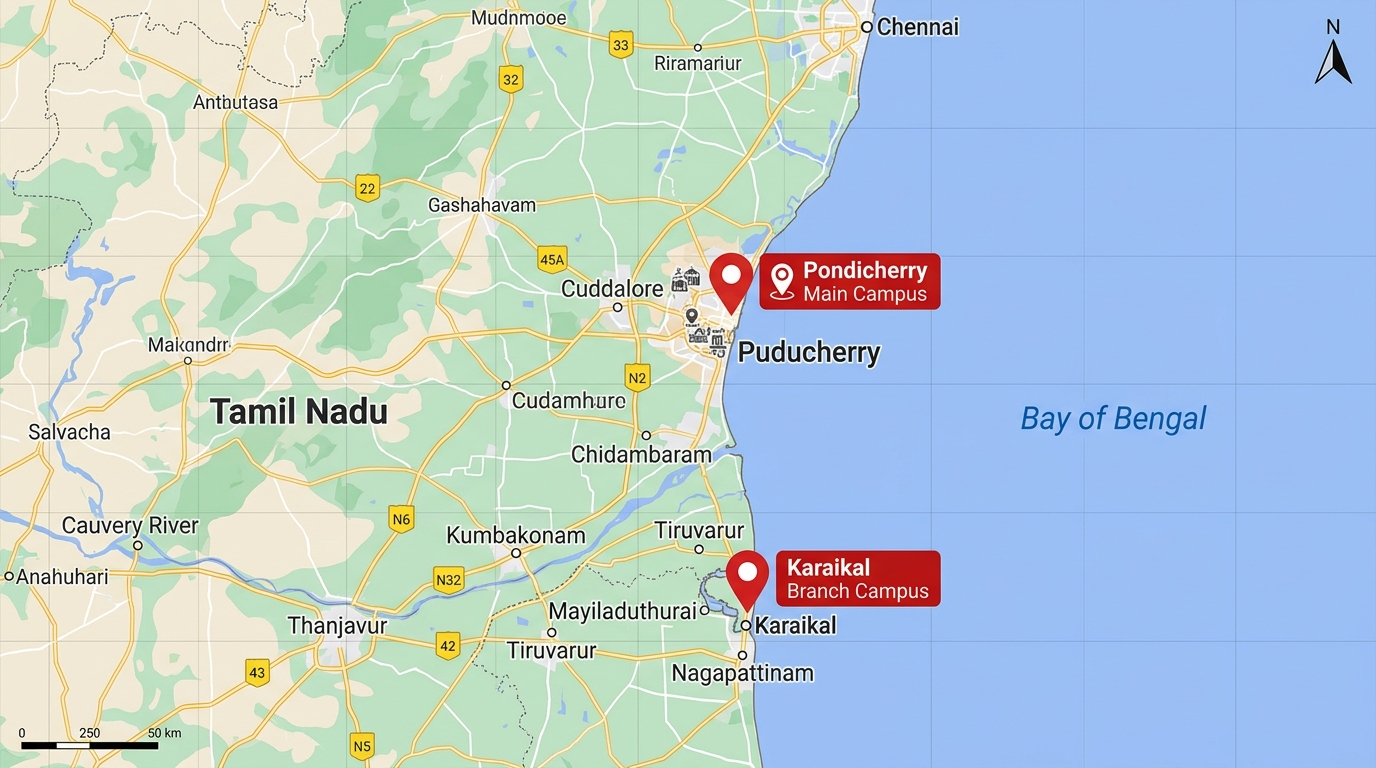 Mudnmooe
Chennai
N
33
Riramariur
32
Anthutasa
22
Gashahavam
45A
Pondicherry
Main Campus
Cuddalore
Puducherry
Makandrr
N2
Cudamhure
Tamil Nadu
Bay of Bengal
Salvacha
Chidambaram
N6
Cauvery River
Kumbakonam
Tiruvarur
Karaikal
Branch Campus
Anahuhari
N32
Mayiladuthurai
Thanjavur
Karaikal
42
Tiruvarur
43
Nagapattinam
0 250 50 km
N5